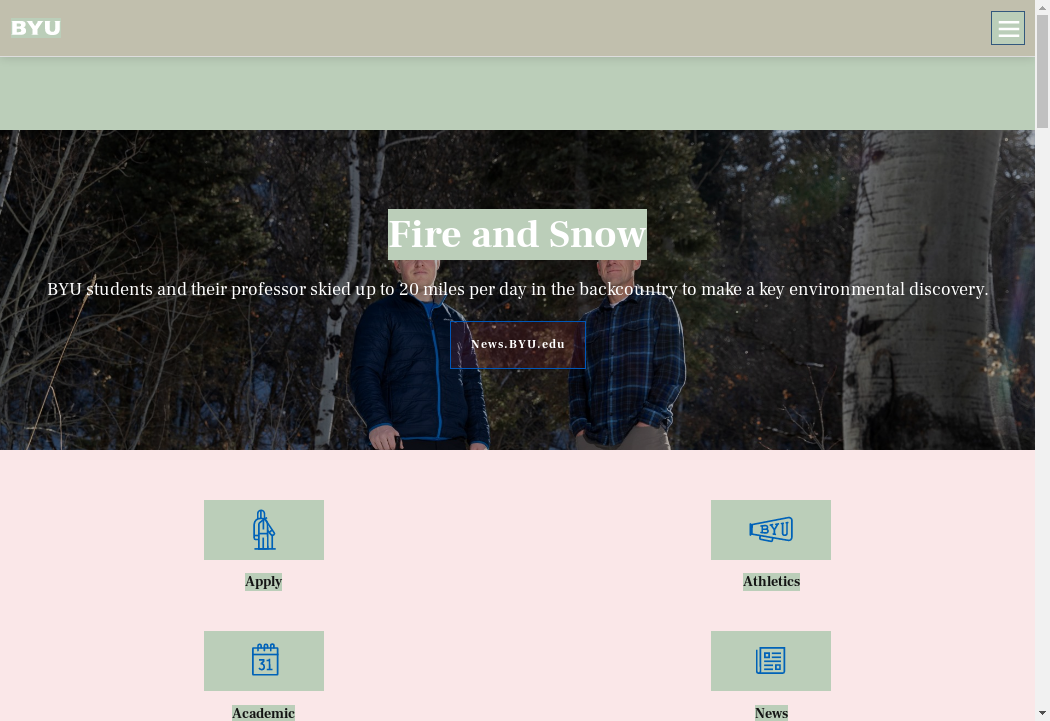 BYU
Fire and Snow
BYU students and their professor skied up to 20 miles per day in the backcountry to make a key environmental discovery.
News.BYU.edu
BYU
Apply
Athletics
31
Academic
News